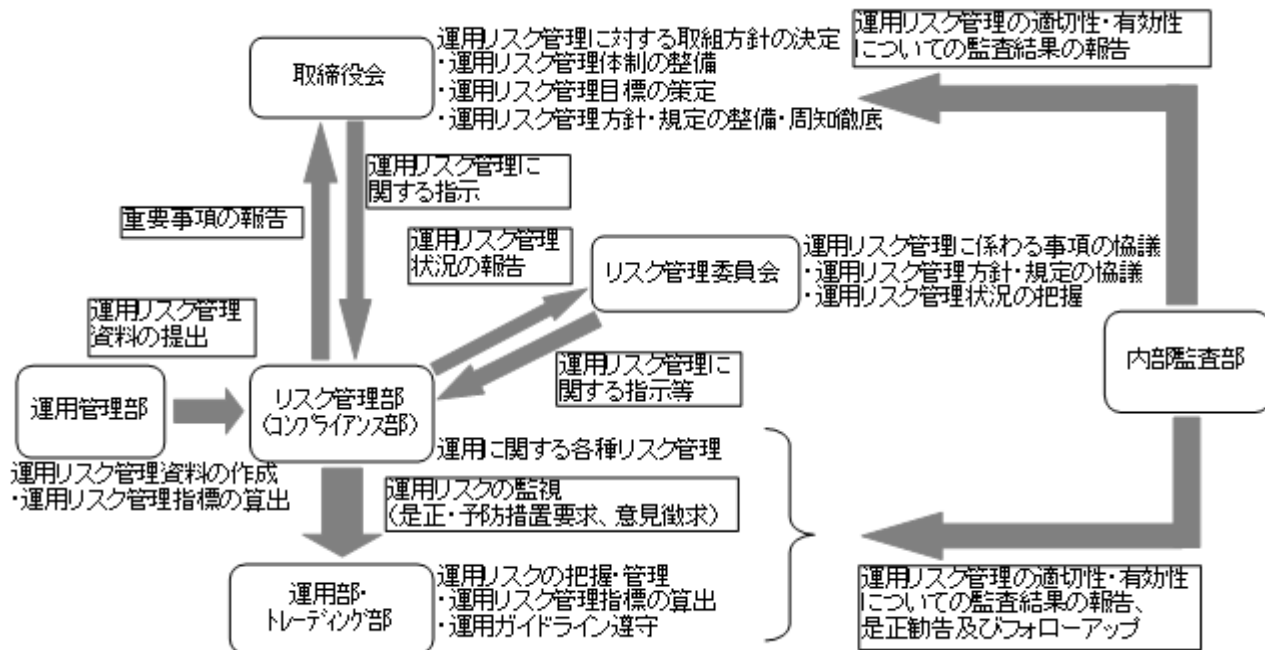 取締役会
運用リスク管理に対する取組方針の決定
・運用リスク管理体制の整備
・運用リスク管理目標の策定
・運用リスク管理方針・規定の整備・周知徹底
運用リスク管理の適切性・有効性
についての監査結果の報告
運用リスク管理に
関する指示
重要事項の報告
運用リスク管理
状況の報告
リスク管理委員会
運用リスク管理に係わる事項の協議
・運用リスク管理方針・規定の協議
・運用リスク管理状況の把握
運用リスク管理
資料の提出
運用リスク管理に
関する指示等
内部監査部
運用管理部
リスク管理部
(コンプライアンス部)
運用に関する各種リスク管理
運用リスク管理資料の作成
・運用リスク管理指標の算出
運用リスクの監視
(是正・予防措置要求、意見徴求)
運用部・
トレーディング部
運用リスクの把握・管理
・運用リスク管理指標の算出
・運用ガイドライン遵守
運用リスク管理の適切性・有効性
についての監査結果の報告、
是正勧告及びフォローアップ